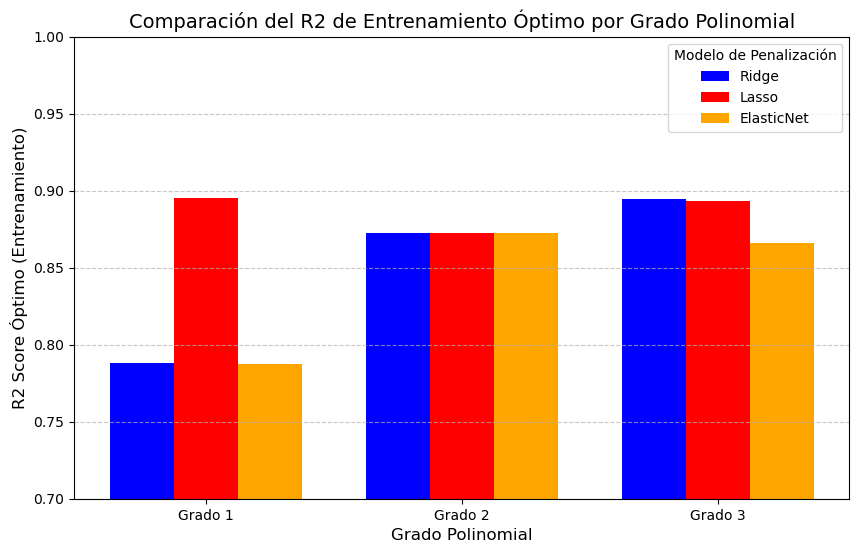 Comparación del R2 de Entrenamiento Óptimo por Grado Polinomial
R2 Score Óptimo (Entrenamiento)
1.00
0.95
0.90
0.85
0.80
0.75
0.70
Modelo de Penalización
Ridge
Lasso
ElasticNet
Grado 1
Grado 2
Grado 3
Grado Polinomial